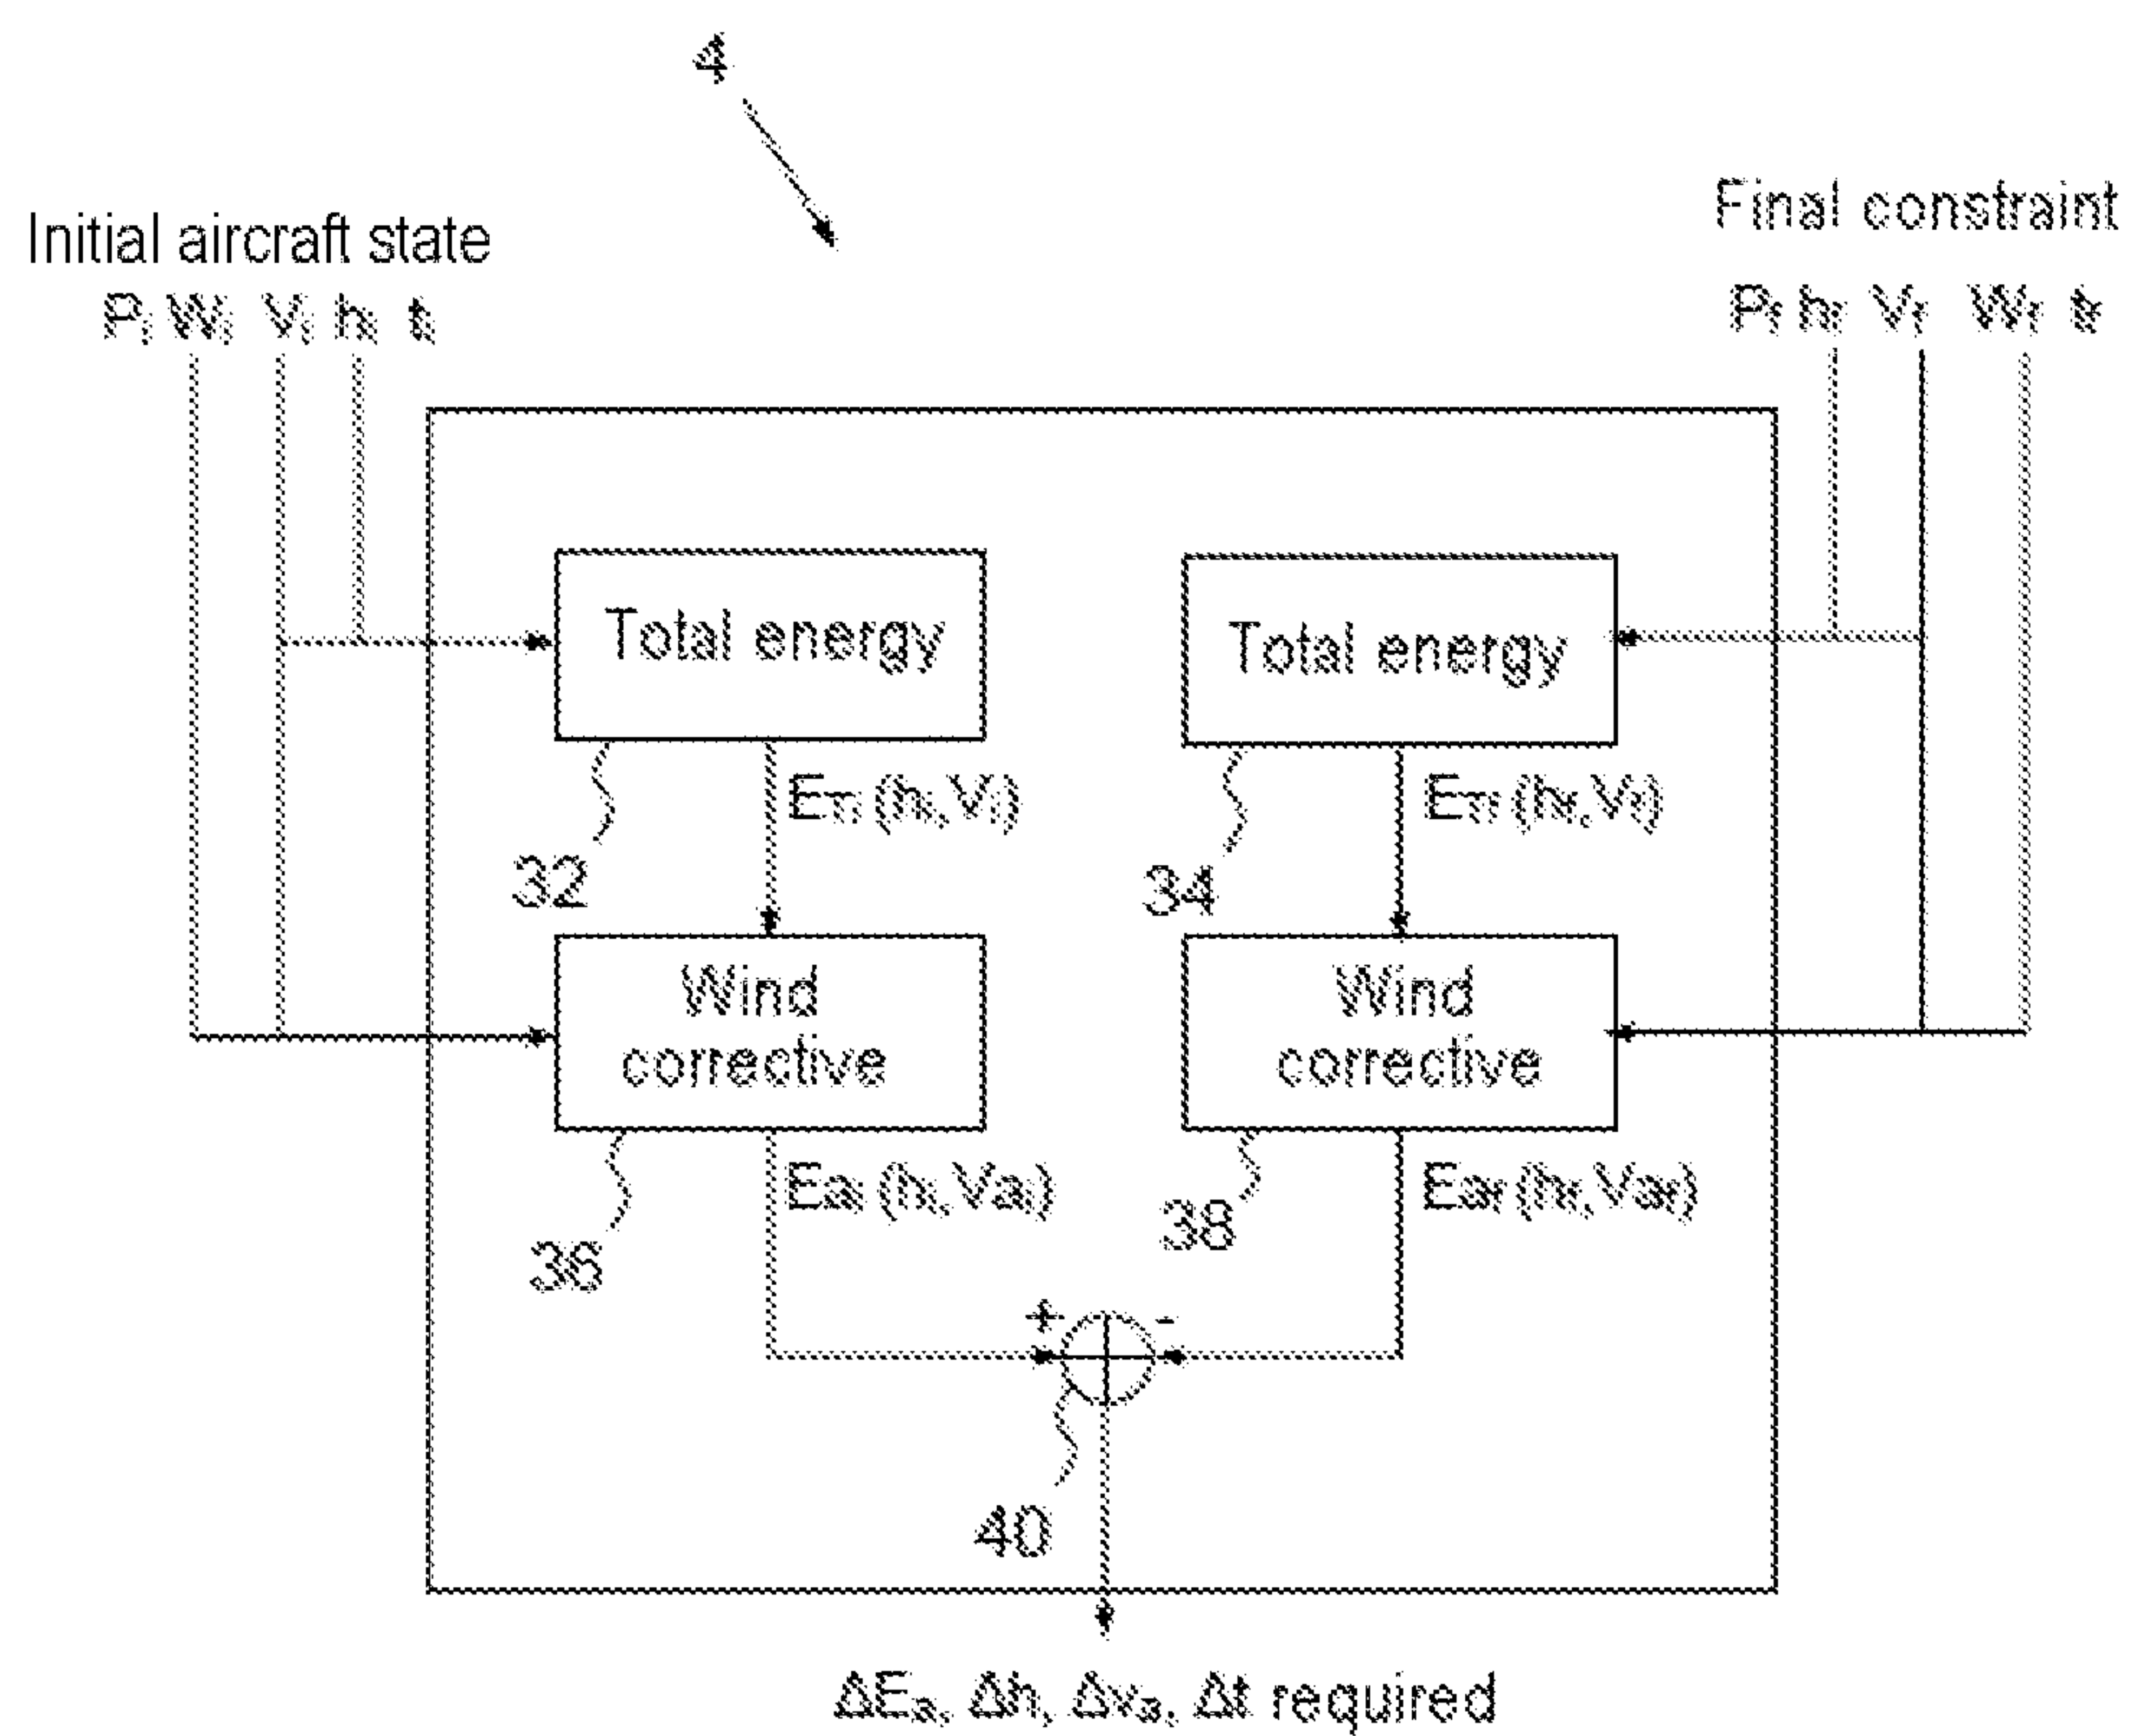 4
Initial aircraft state
Pi Wi Vi hi ti
Final constraint
Pf hf Vf Wf tf
Total energy
Total energy
ETi (hi,Vi)
ETf (hf,Vf)
32
34
Wind
corrective
Wind
corrective
Eai (hi,Vai)
Eaf (hf,Vaf)
36
38
+
-
40
ΔEa, Δh, Δva, Δt required